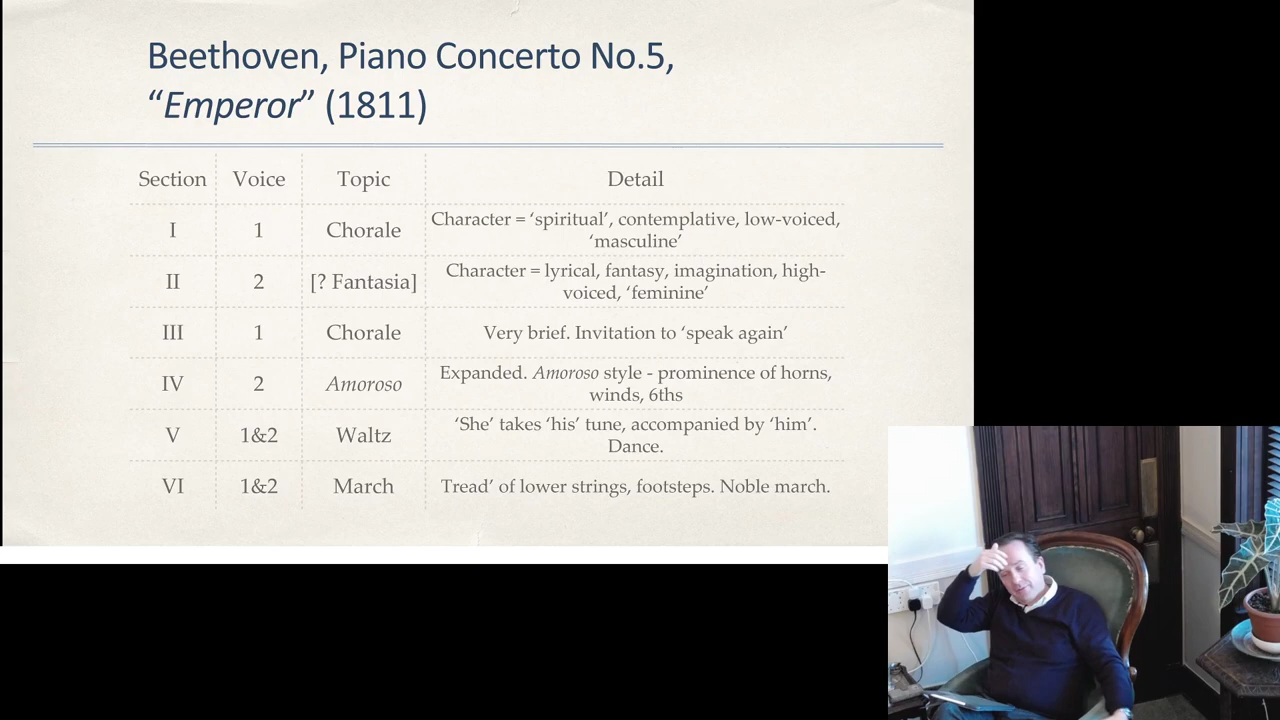 Beethoven, Piano Concerto No.5,
“Emperor” (1811)
Section Voice Topic Detail
I 1 Chorale Character = ‘spiritual’, contemplative, low-voiced,
‘masculine’
II 2 [? Fantasia] Character = lyrical, fantasy, imagination, high-
voiced, ‘feminine’
III 1 Chorale Very brief. Invitation to ‘speak again’
IV 2 Amoroso Expanded. Amoroso style - prominence of horns,
winds, 6ths
V 1&2 Waltz ‘She’ takes ‘his’ tune, accompanied by ‘him’.
Dance.
VI 1&2 March Tread’ of lower strings, footsteps. Noble march.